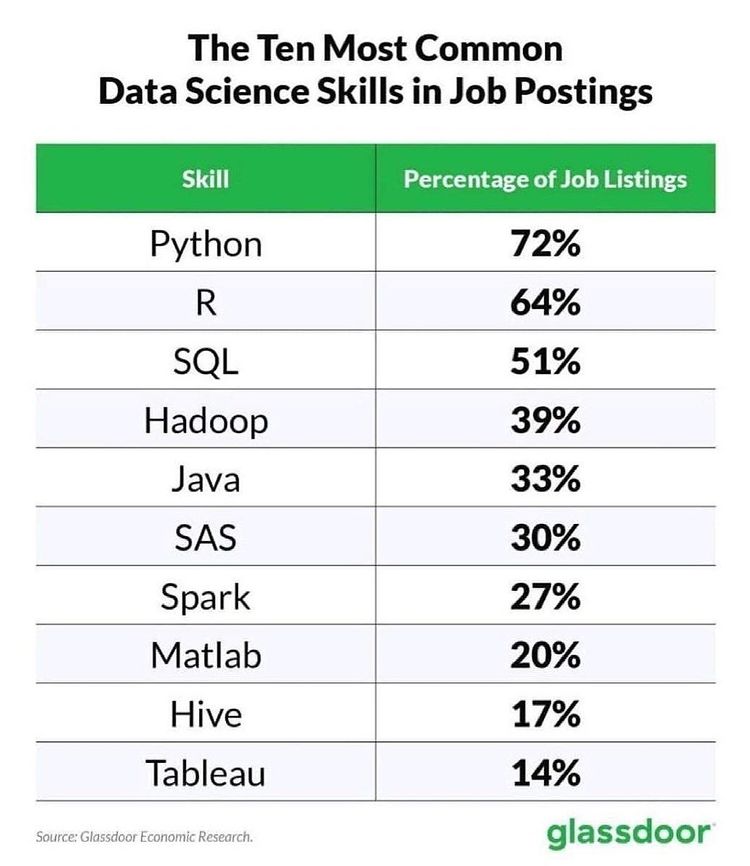 The Ten Most Common
Data Science Skills in Job Postings
Skill Percentage of Job Listings
Python 72%
R 64%
SQL 51%
Hadoop 39%
Java 33%
SAS 30%
Spark 27%
Matlab 20%
Hive 17%
Tableau 14%
Source: Glassdoor Economic Research.
glassdoor